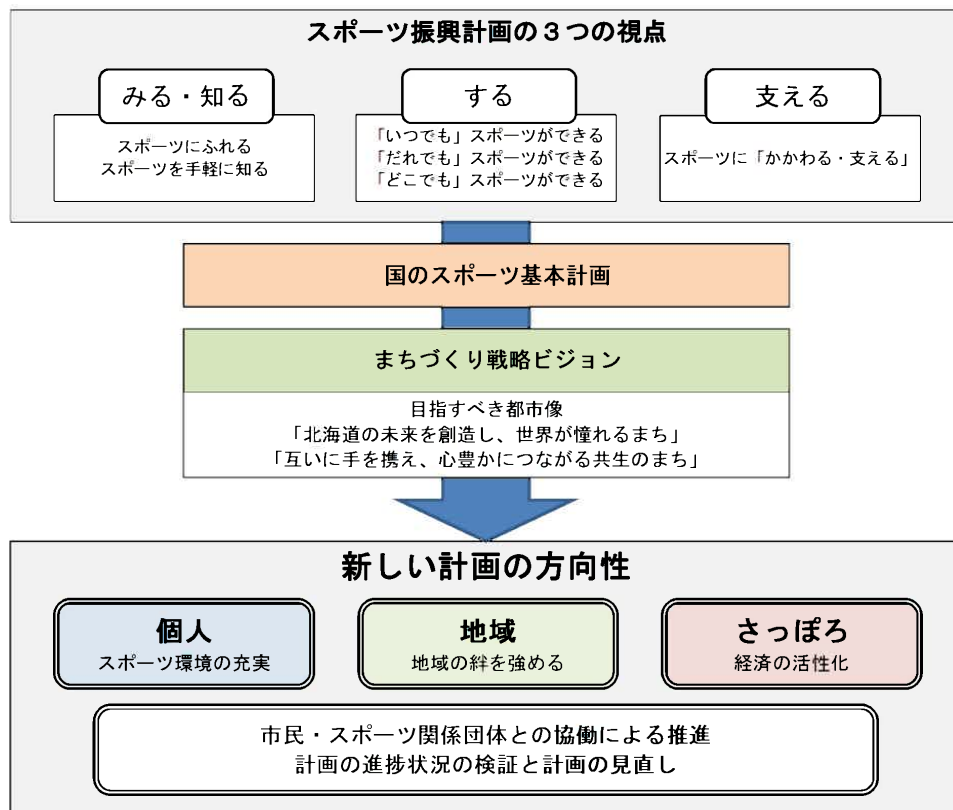 スポーツ振興計画の３つの視点
みる・知る
スポーツにふれる
スポーツを手軽に知る
する
「いつでも」スポーツができる
「だれでも」スポーツができる
「どこでも」スポーツができる
支える
スポーツに「かかわる・支える」
国のスポーツ基本計画
まちづくり戦略ビジョン
目指すべき都市像
「北海道の未来を創造し、世界が憧れるまち」
「互いに手を携え、心豊かにつながる共生のまち」
新しい計画の方向性
個人
スポーツ環境の充実
地域
地域の絆を強める
さっぽろ
経済の活性化
市民・スポーツ関係団体との協働による推進
計画の進捗状況の検証と計画の見直し